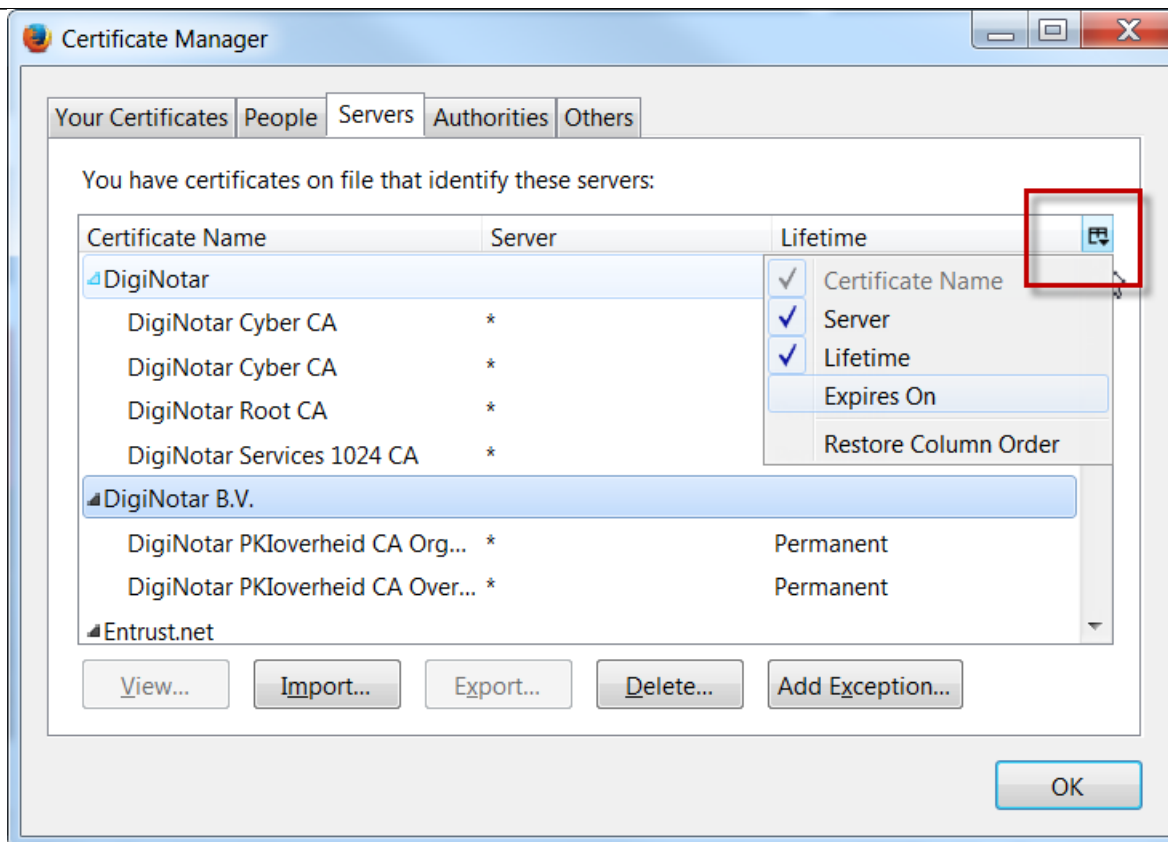 Certificate Manager
Your Certificates People Servers Authorities Others
You have certificates on file that identify these servers:
Certificate Name Server Lifetime
DigiNotar
Certificate Name
DigiNotar Cyber CA *
Server
DigiNotar Cyber CA *
Lifetime
Expires On
DigiNotar Root CA *
Restore Column Order
DigiNotar Services 1024 CA *
DigiNotar B.V.
DigiNotar PKIoverheid CA Org... * Permanent
DigiNotar PKIoverheid CA Over... * Permanent
Entrust.net
View... Import... Export... Delete... Add Exception...
OK